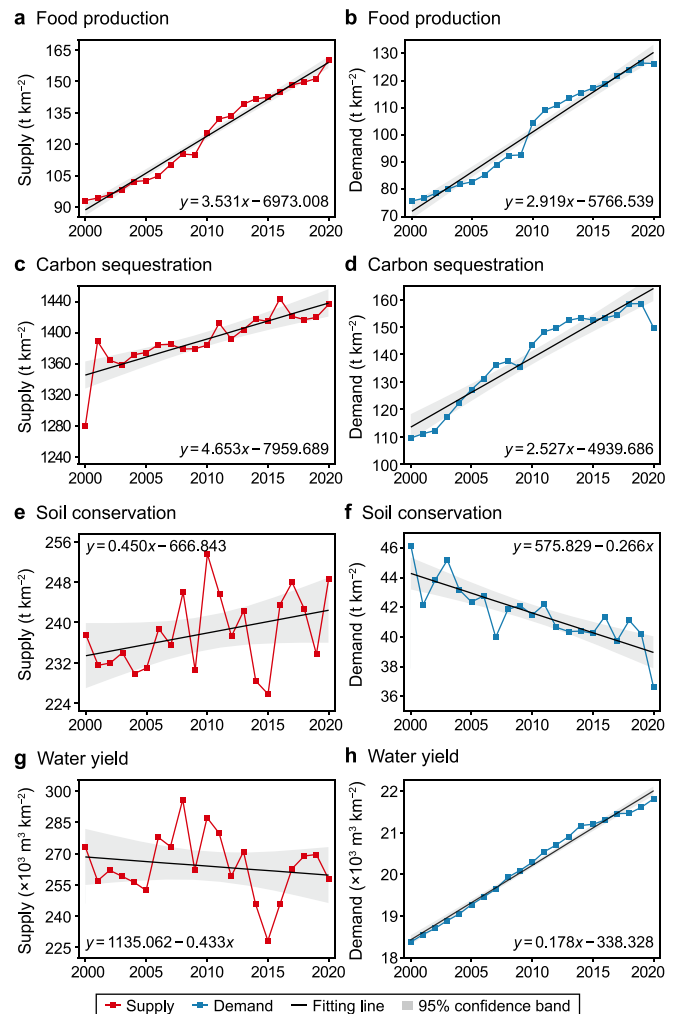 a Food production
Supply (t km⁻²)
165
150
135
120
105
90
y=3.531x−6973.008
2000 2005 2010 2015 2020
b Food production
Demand (t km⁻²)
130
120
110
100
90
80
70
y=2.919x−5766.539
2000 2005 2010 2015 2020
c Carbon sequestration
Supply (t km⁻²)
1440
1400
1360
1320
1280
1240
y=4.653x−7959.689
2000 2005 2010 2015 2020
d Carbon sequestration
Demand (t km⁻²)
160
150
140
130
120
110
100
y=2.527x−4939.686
2000 2005 2010 2015 2020
e Soil conservation
Supply (t km⁻²)
256
248
240
232
224
y=0.450x−666.843
2000 2005 2010 2015 2020
f Soil conservation
Demand (t km⁻²)
46
44
42
40
38
36
y=575.829−0.266x
2000 2005 2010 2015 2020
g Water yield
Supply (×10³ m³ km⁻²)
300
285
270
255
240
225
y=1135.062−0.433x
2000 2005 2010 2015 2020
h Water yield
Demand (×10³ m³ km⁻²)
22
21
20
19
18
y=0.178x−338.328
2000 2005 2010 2015 2020
Supply Demand Fitting line 95% confidence band